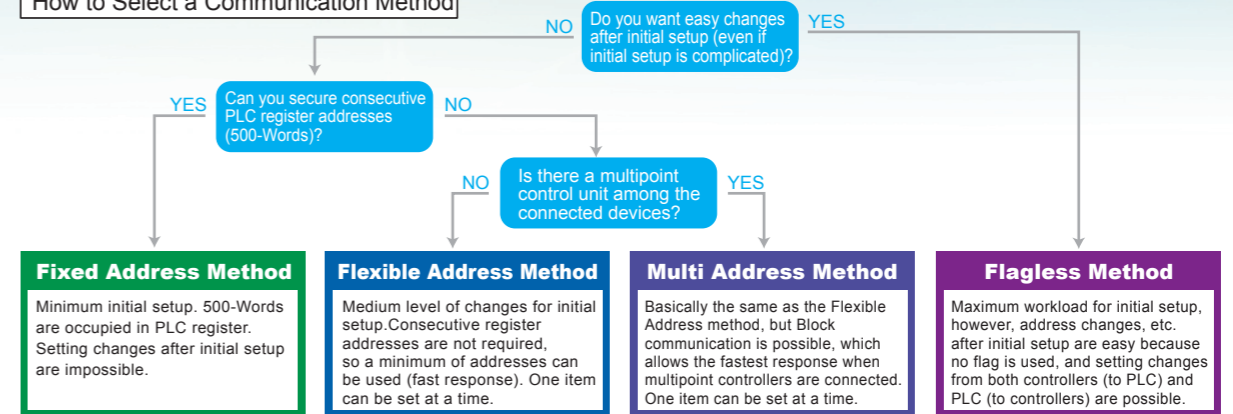 How to Select a Communication Method
Do you want easy changes
after initial setup (even if
initial setup is complicated)?
NO
YES
Can you secure consecutive
PLC register addresses
(500-Words)?
YES
NO
Is there a multipoint
control unit among the
connected devices?
NO
YES
Fixed Address Method
Minimum initial setup. 500-Words
are occupied in PLC register.
Setting changes after initial setup
are impossible.
Flexible Address Method
Medium level of changes for initial
setup.Consecutive register
addresses are not required,
so a minimum of addresses can
be used (fast response). One item
can be set at a time.
Multi Address Method
Basically the same as the Flexible
Address method, but Block
communication is possible, which
allows the fastest response when
multipoint controllers are connected.
One item can be set at a time.
Flagless Method
Maximum workload for initial setup,
however, address changes, etc.
after initial setup are easy because
no flag is used, and setting changes
from both controllers (to PLC) and
PLC (to controllers) are possible.